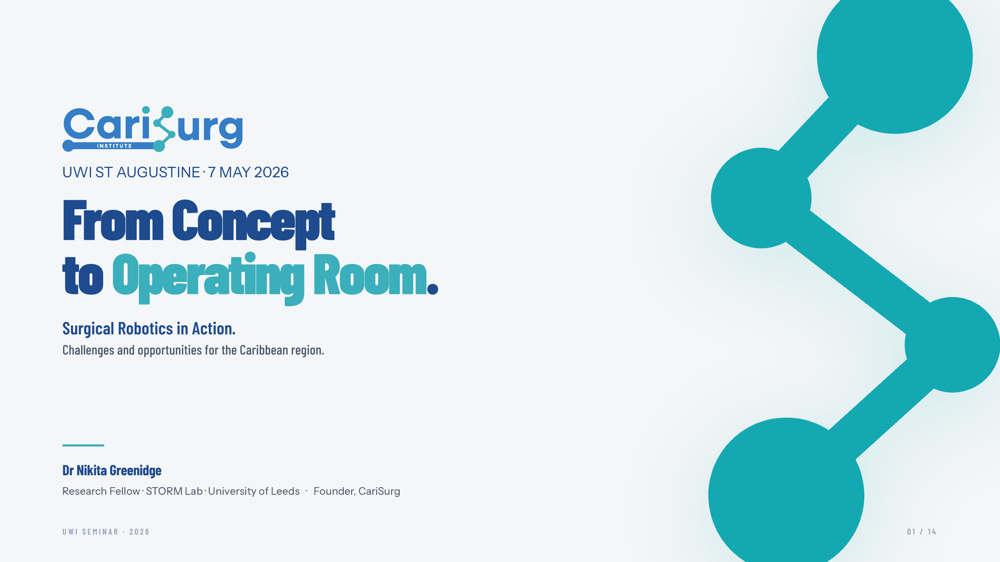 CariSurg
INSTITUTE
UWI ST AUGUSTINE · 7 MAY 2026
From Concept
to Operating Room.
Surgical Robotics in Action.
Challenges and opportunities for the Caribbean region.
Dr Nikita Greenidge
Research Fellow · STORM Lab · University of Leeds · Founder, CariSurg
UWI SEMINAR · 2026
01 / 14